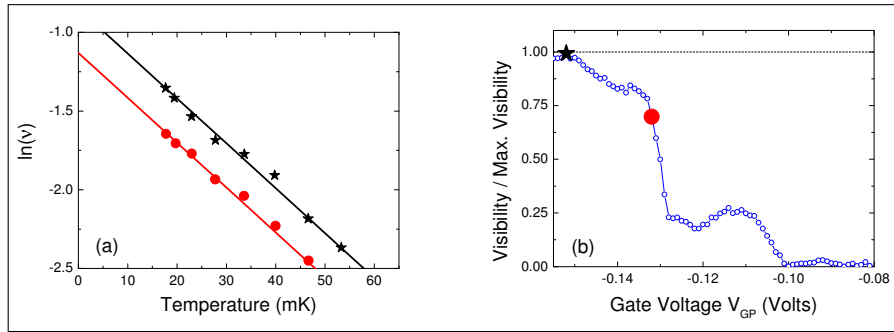 -1.0
-1.5
-2.0
-2.5
ln(ν)
(a)
0 10 20 30 40 50 60
Temperature (mK)
1.00
0.75
0.50
0.25
0.00
Visibility / Max. Visibility
(b)
-0.14 -0.12 -0.10 -0.08
Gate Voltage V_GP (Volts)